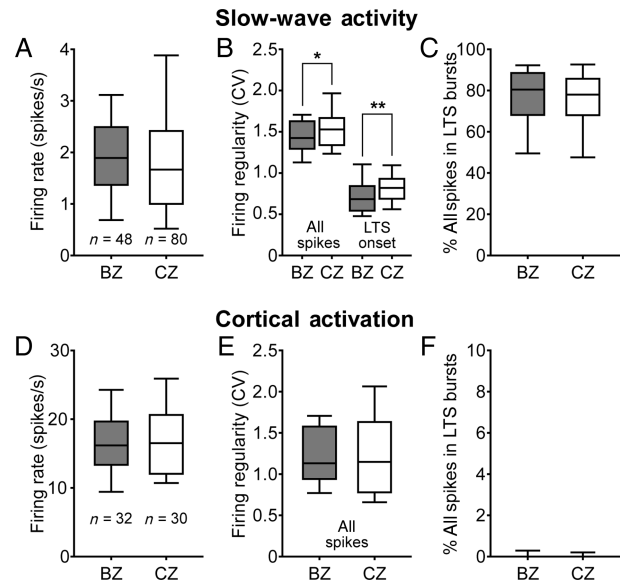 Slow-wave activity
A
Firing rate (spikes/s)
4
3
2
1
0
n = 48 n = 80
BZ CZ
B
Firing regularity (CV)
2.5
2.0
1.5
1.0
0.5
0.0
*
**
All spikes
LTS onset
BZ CZ BZ CZ
C
% All spikes in LTS bursts
100
80
60
40
20
0
BZ CZ
Cortical activation
D
Firing rate (spikes/s)
30
20
10
0
n = 32 n = 30
BZ CZ
E
Firing regularity (CV)
2.5
2.0
1.5
1.0
0.5
0.0
All
spikes
BZ CZ
F
% All spikes in LTS bursts
10
8
6
4
2
0
BZ CZ